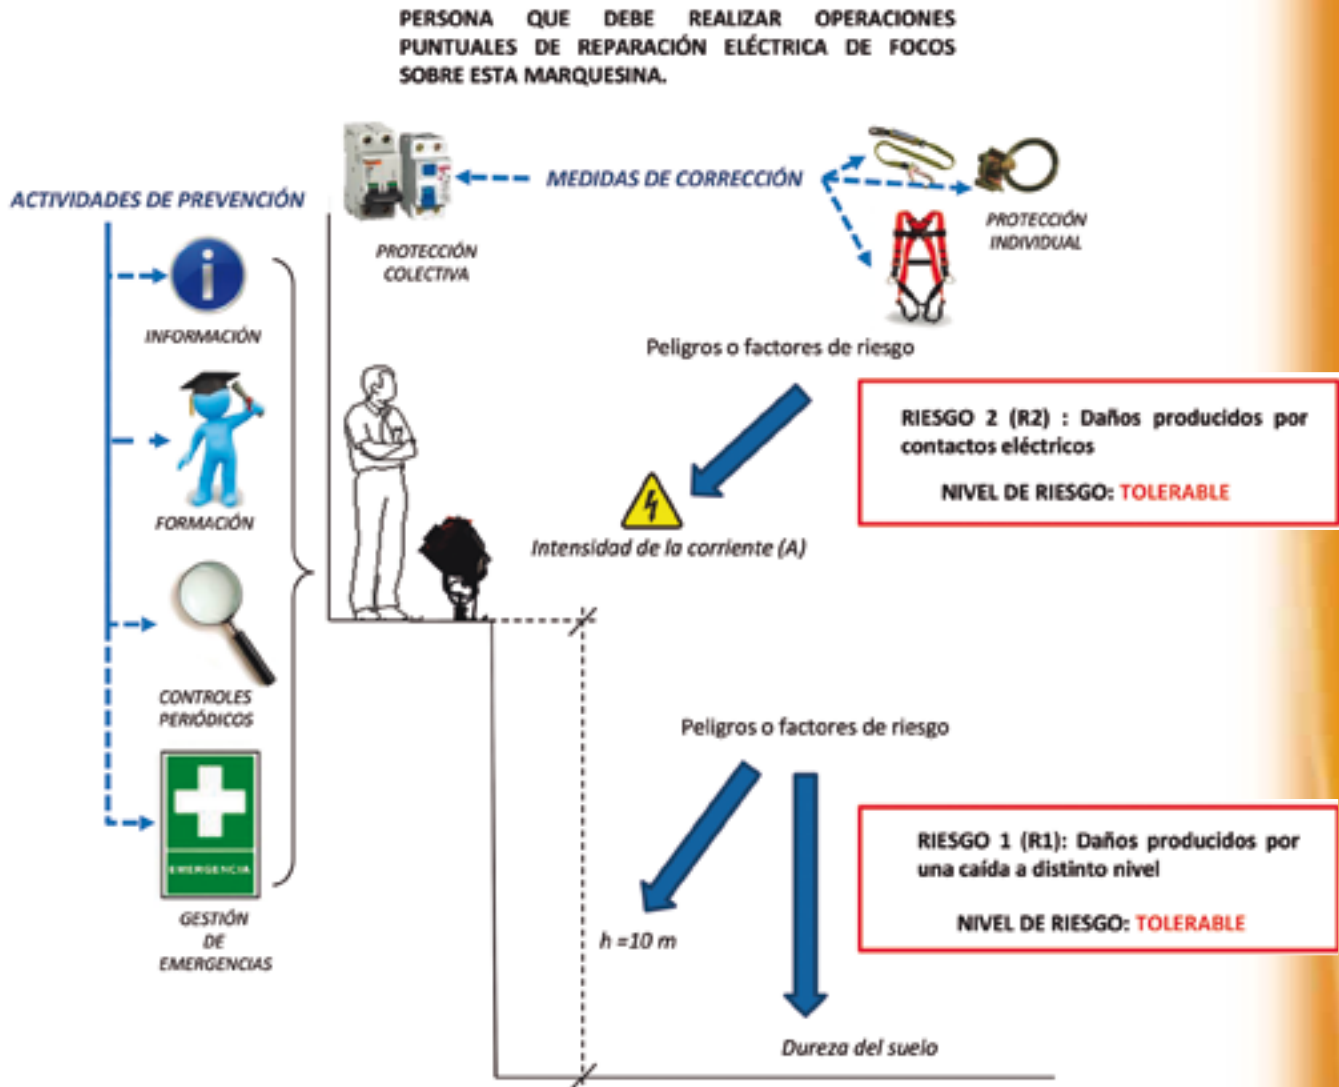 PERSONA QUE DEBE REALIZAR OPERACIONES
PUNTUALES DE REPARACIÓN ELÉCTRICA DE FOCOS
SOBRE ESTA MARQUESINA.
ACTIVIDADES DE PREVENCIÓN
MEDIDAS DE CORRECCIÓN
PROTECCIÓN
COLECTIVA
PROTECCIÓN
INDIVIDUAL
INFORMACIÓN
FORMACIÓN
CONTROLES
PERIÓDICOS
EMERGENCIA
GESTIÓN
DE
EMERGENCIAS
Peligros o factores de riesgo
RIESGO 2 (R2) : Daños producidos por
contactos eléctricos
NIVEL DE RIESGO: TOLERABLE
Intensidad de la corriente (A)
Peligros o factores de riesgo
RIESGO 1 (R1): Daños producidos por
una caída a distinto nivel
NIVEL DE RIESGO: TOLERABLE
h =10 m
Dureza del suelo